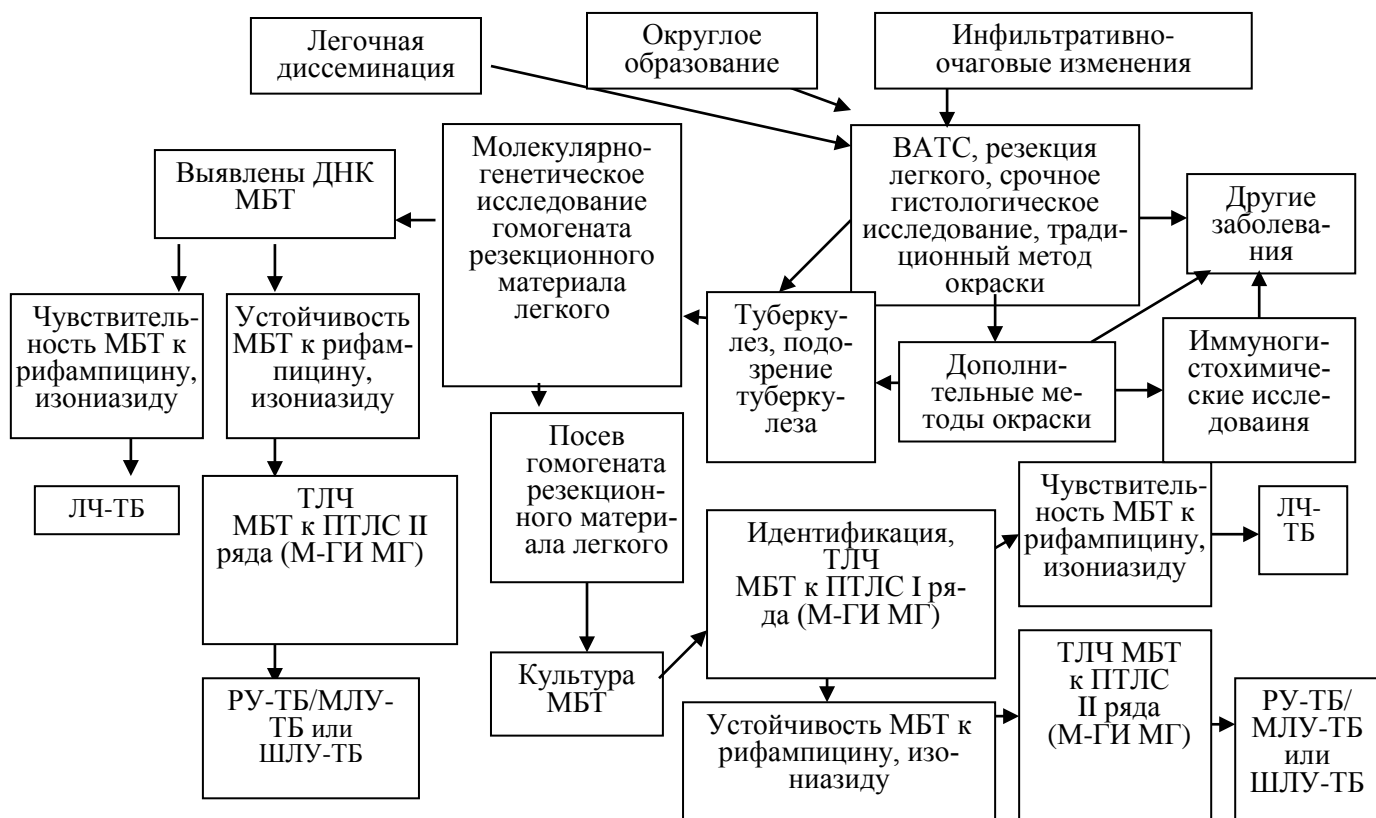 Легочная
диссеминация
Округлое
образование
Инфильтративно-
очаговые изменения
Выявлены ДНК
МБТ
Молекулярно-
генетическое
исследование
гомогената
резекционного
материала
легкого
ВАТС, резекция
легкого, срочное
гистологическое
исследование, тради-
ционный метод
окраски
Другие
заболева-
ния
Чувствитель-
ность МБТ к
рифампицину,
изониазиду
Устойчивость
МБТ к рифам-
пицину,
изониазиду
Туберку-
лез, подо-
зрение
туберку-
леза
Дополни-
тельные ме-
тоды окраски
Иммуноги-
стохимиче-
ские иссле-
доваиня
ЛЧ-ТБ
ТЛЧ
МБТ к ПТЛС II
ряда (М-ГИ МГ)
Посев
гомогената
резекцион-
ного матери-
ала легкого
Идентификация,
ТЛЧ
МБТ к ПТЛС I ря-
да (М-ГИ МГ)
Чувствитель-
ность МБТ к
рифампицину,
изониазиду
ЛЧ-
ТБ
РУ-ТБ/МЛУ-
ТБ или
ШЛУ-ТБ
Культура
МБТ
Устойчивость МБТ к
рифампицину, изо-
ниазиду
ТЛЧ МБТ
к ПТЛС
II ряда
(М-ГИ МГ)
РУ-ТБ/
МЛУ-ТБ
или
ШЛУ-ТБ